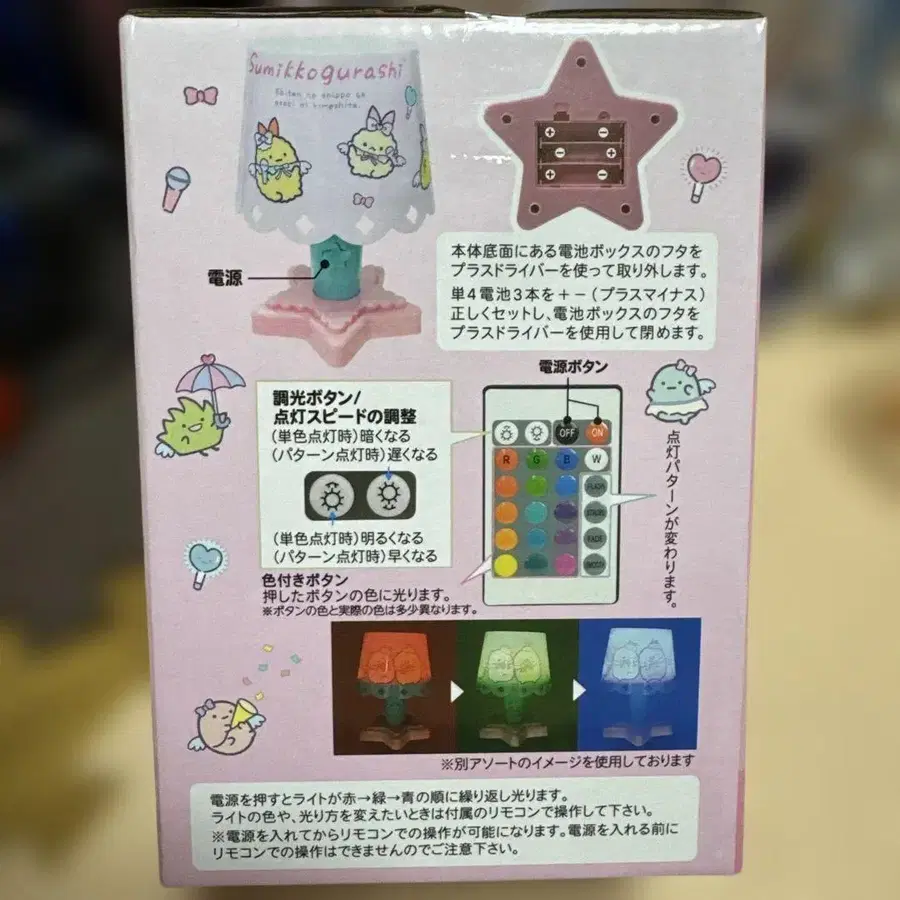 Sumikkogurashi
Ebiten no shippo ga
電源
本体底面にある電池ボックスのフタを
プラスドライバーを使って取り外します。
単4電池3本を＋－（プラスマイナス）
正しくセットし、電池ボックスのフタを
プラスドライバーを使用して閉めます。
電源ボタン
調光ボタン/
点灯スピードの調整
（単色点灯時）暗くなる
（パターン点灯時）遅くなる
（単色点灯時）明るくなる
（パターン点灯時）早くなる
OFF
ON
R
G
B
W
FLASH
STROBE
FADE
SMOOTH
点灯パターンが変わります。
色付きボタン
押したボタンの色に光ります。
※ボタンの色と実際の色は多少異なります。
※別アソートのイメージを使用しております
電源を押すとライトが赤→緑→青の順に繰り返し光ります。
ライトの色や、光り方を変えたいときは付属のリモコンで操作して下さい。
※電源を入れてからリモコンでの操作が可能になります。電源を入れる前に
リモコンでの操作はできませんのでご注意下さい。